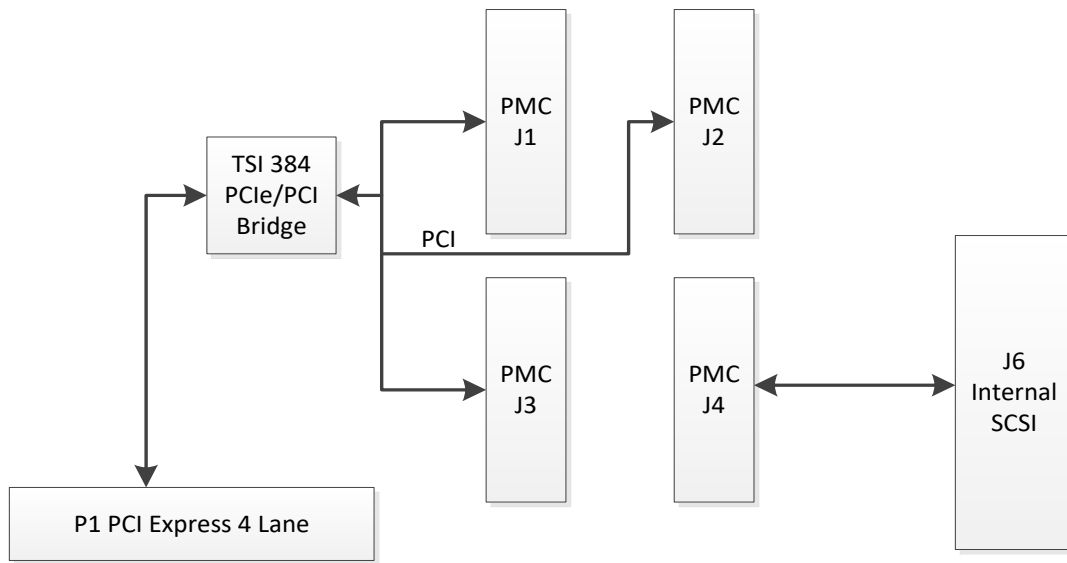 PMC
J1
PMC
J2
TSI 384
PCIe/PCI
Bridge
PCI
PMC
J3
PMC
J4
J6
Internal
SCSI
P1 PCI Express 4 Lane